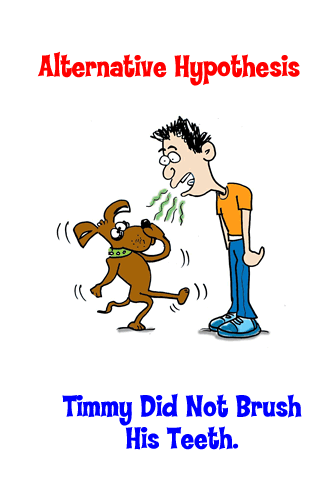 Alternative Hypothesis
Timmy Did Not Brush
His Teeth.